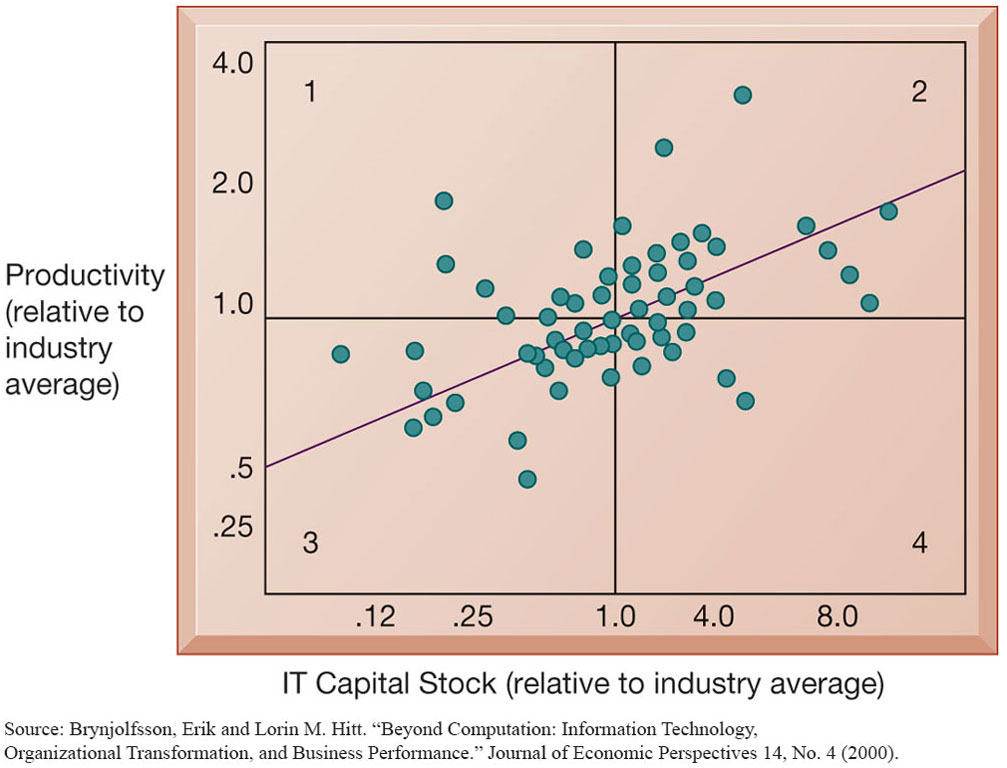 4.0
1
2
2.0
Productivity
(relative to
industry
average)
1.0
.5
.25
3
4
.12 .25 1.0 4.0 8.0
IT Capital Stock (relative to industry average)
Source: Brynjolfsson, Erik and Lorin M. Hitt. “Beyond Computation: Information Technology,
Organizational Transformation, and Business Performance.” Journal of Economic Perspectives 14, No. 4 (2000).